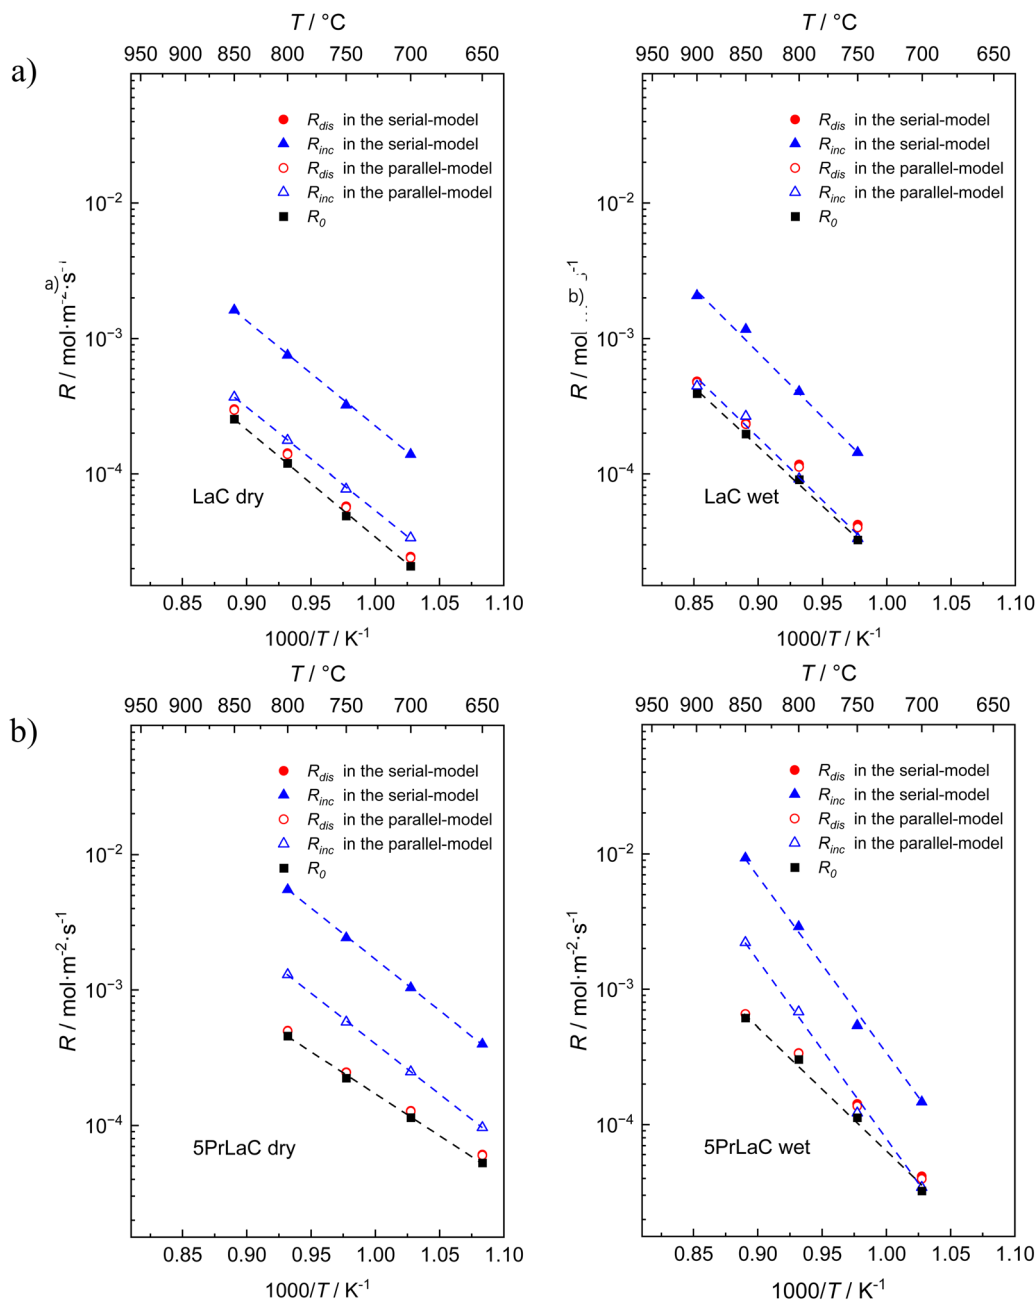 a)
T / °C
950 900 850 800 750 700 650
R_dis in the serial-model
R_inc in the serial-model
R_dis in the parallel-model
R_inc in the parallel-model
R_0
10⁻²
10⁻³
10⁻⁴
R / mol·m⁻²·s⁻¹
a)
LaC dry
0.85 0.90 0.95 1.00 1.05 1.10
1000/T / K⁻¹
T / °C
950 900 850 800 750 700 650
R_dis in the serial-model
R_inc in the serial-model
R_dis in the parallel-model
R_inc in the parallel-model
R_0
10⁻²
10⁻³
10⁻⁴
R / mol
⁻¹
b)
LaC wet
0.85 0.90 0.95 1.00 1.05 1.10
1000/T / K⁻¹
b)
T / °C
950 900 850 800 750 700 650
R_dis in the serial-model
R_inc in the serial-model
R_dis in the parallel-model
R_inc in the parallel-model
R_0
10⁻²
10⁻³
10⁻⁴
R / mol·m⁻²·s⁻¹
5PrLaC dry
0.85 0.90 0.95 1.00 1.05 1.10
1000/T / K⁻¹
T / °C
950 900 850 800 750 700 650
R_dis in the serial-model
R_inc in the serial-model
R_dis in the parallel-model
R_inc in the parallel-model
R_0
10⁻²
10⁻³
10⁻⁴
R / mol·m⁻²·s⁻¹
5PrLaC wet
0.85 0.90 0.95 1.00 1.05 1.10
1000/T / K⁻¹